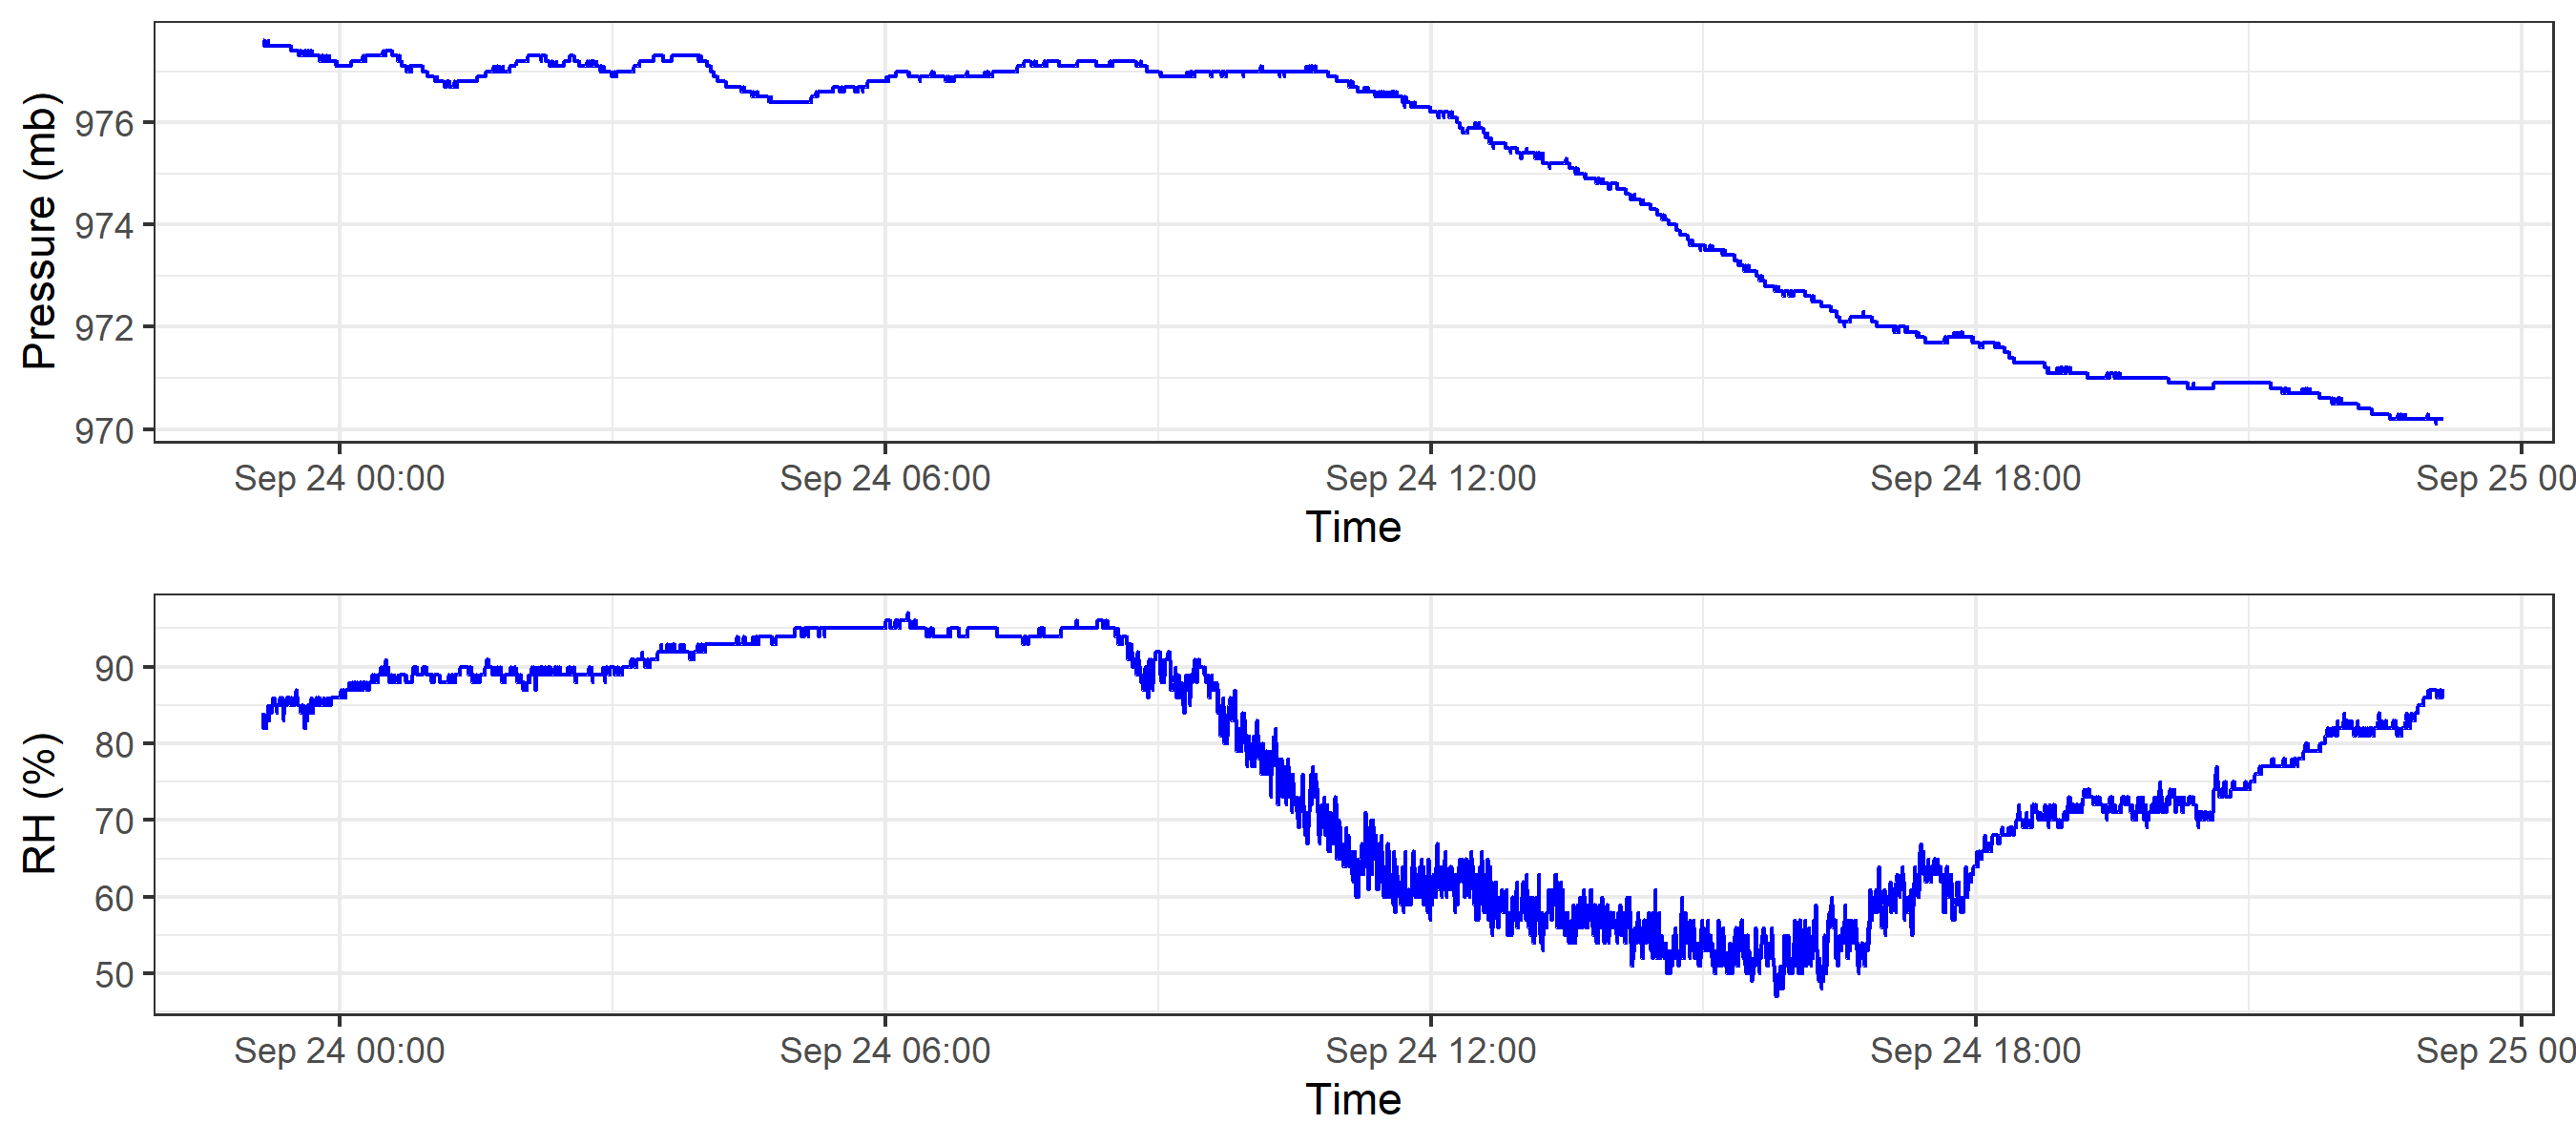 Pressure (mb)
976
974
972
970
Sep 24 00:00
Sep 24 06:00
Sep 24 12:00
Sep 24 18:00
Sep 25 00
Time
RH (%)
90
80
70
60
50
Sep 24 00:00
Sep 24 06:00
Sep 24 12:00
Sep 24 18:00
Sep 25 00
Time